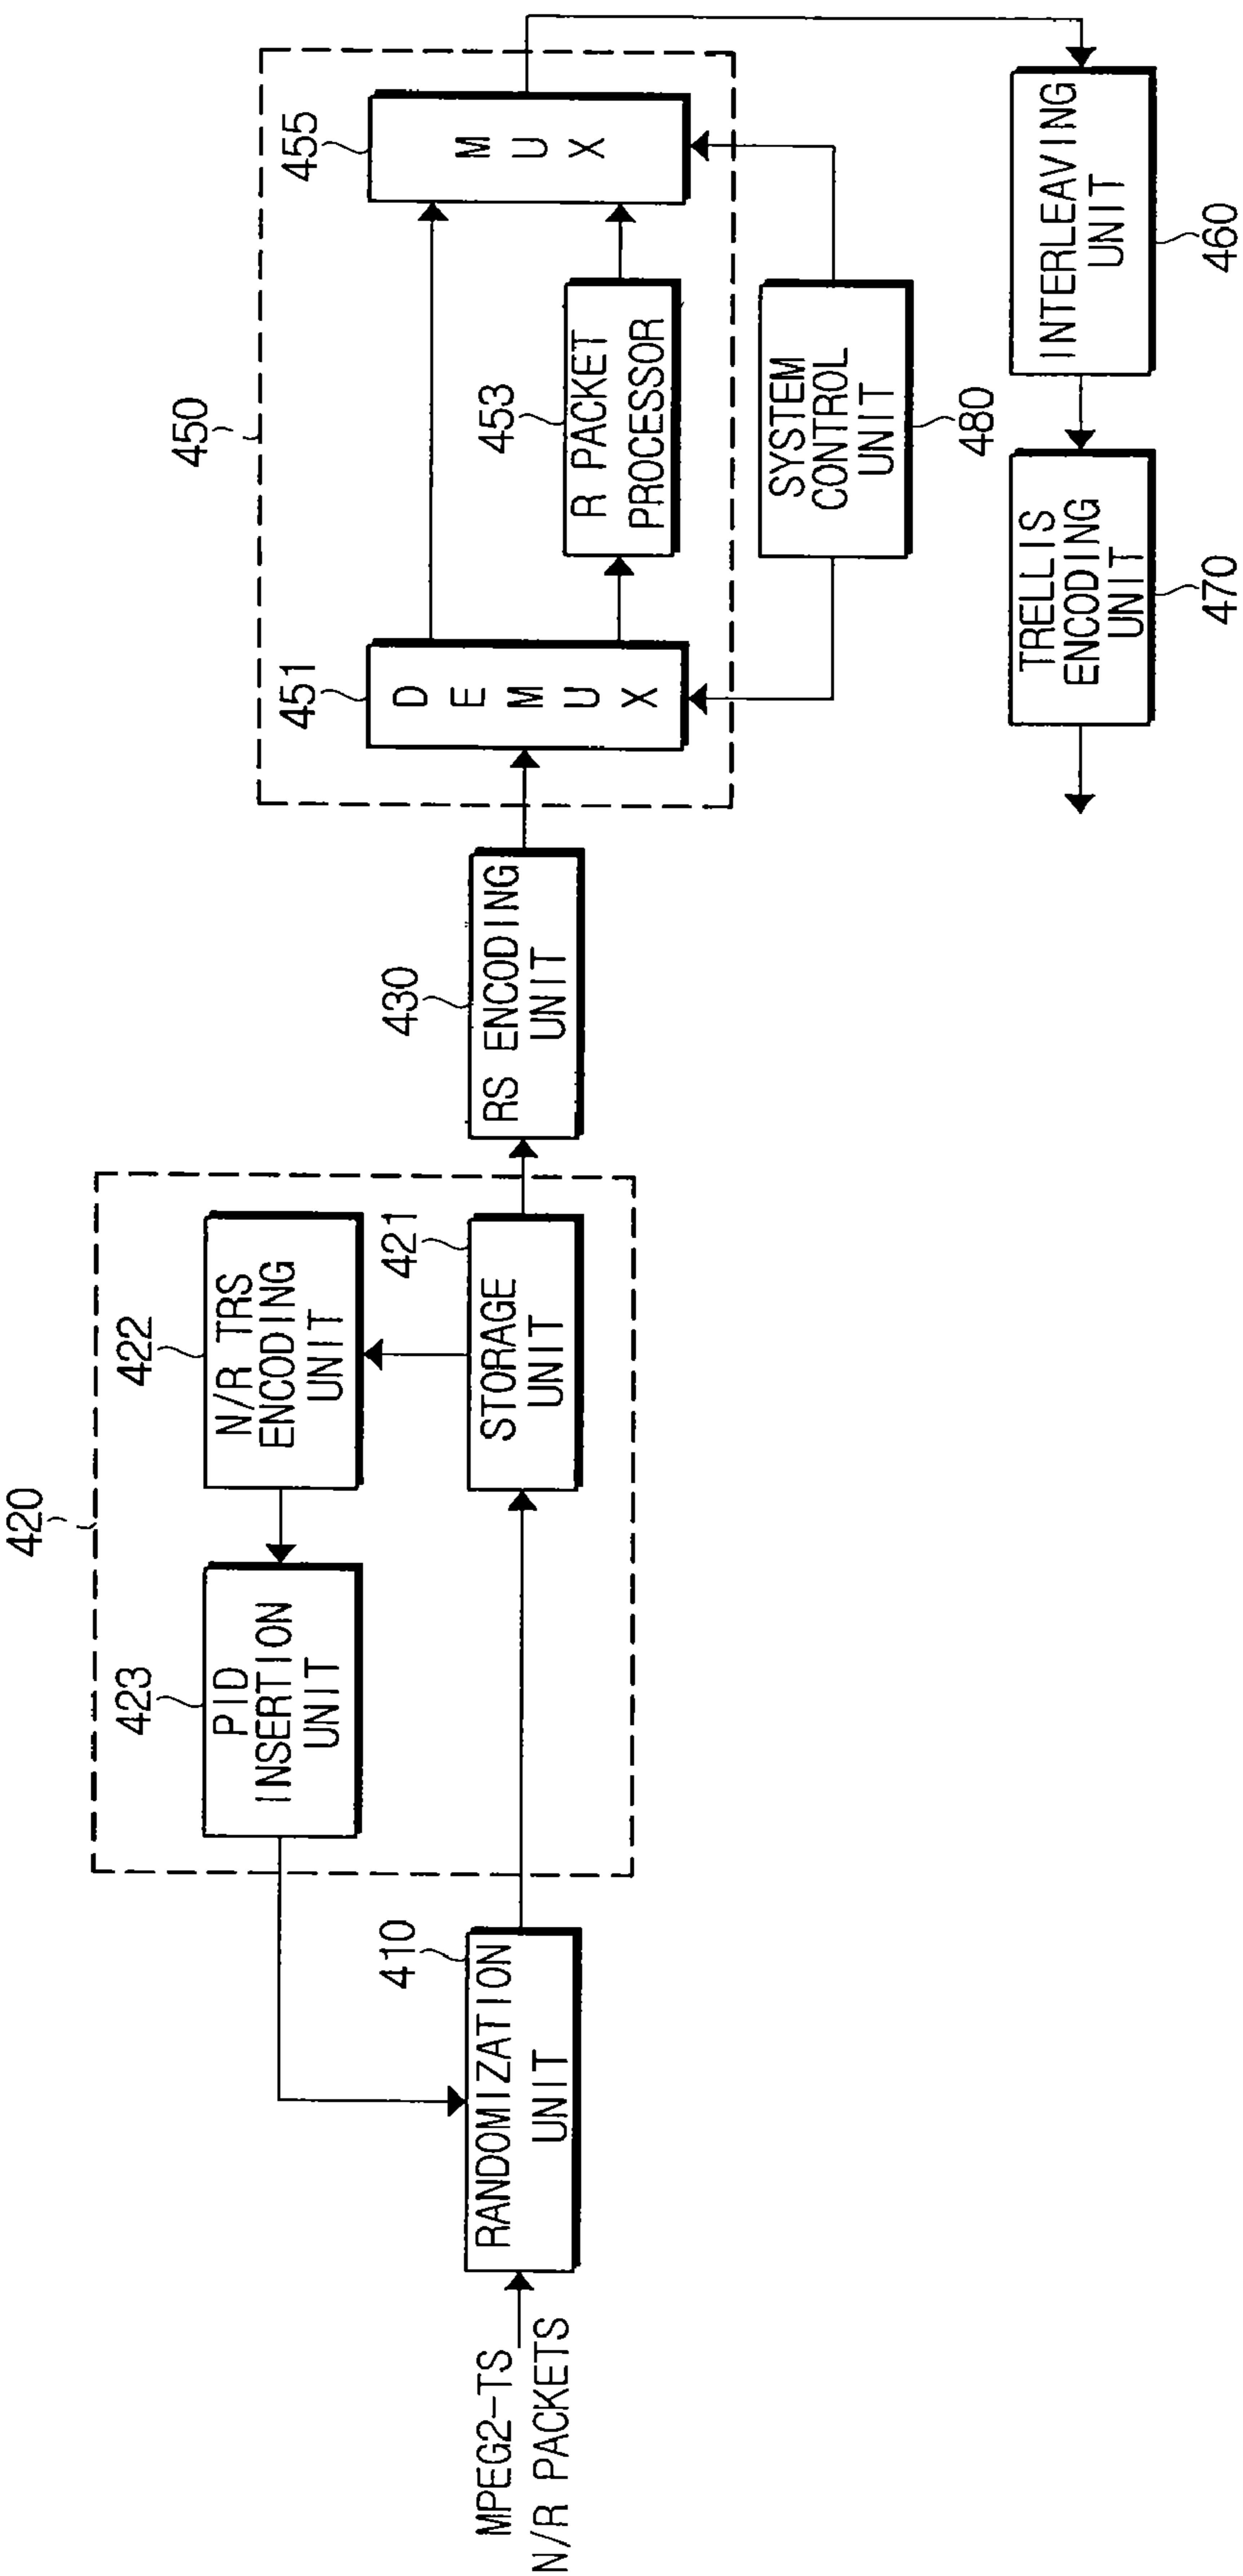 MPEG2-TS
N/R PACKETS
410
RANDOMIZATION
UNIT
420
423
PID
INSERTION
UNIT
422
N/R TRS
ENCODING
UNIT
421
STORAGE
UNIT
430
RS ENCODING
UNIT
450
451
DEMUX
453
R PACKET
PROCESSOR
455
MUX
SYSTEM
CONTROL
UNIT
480
TRELLIS
ENCODING
UNIT
470
INTERLEAVING
UNIT
460